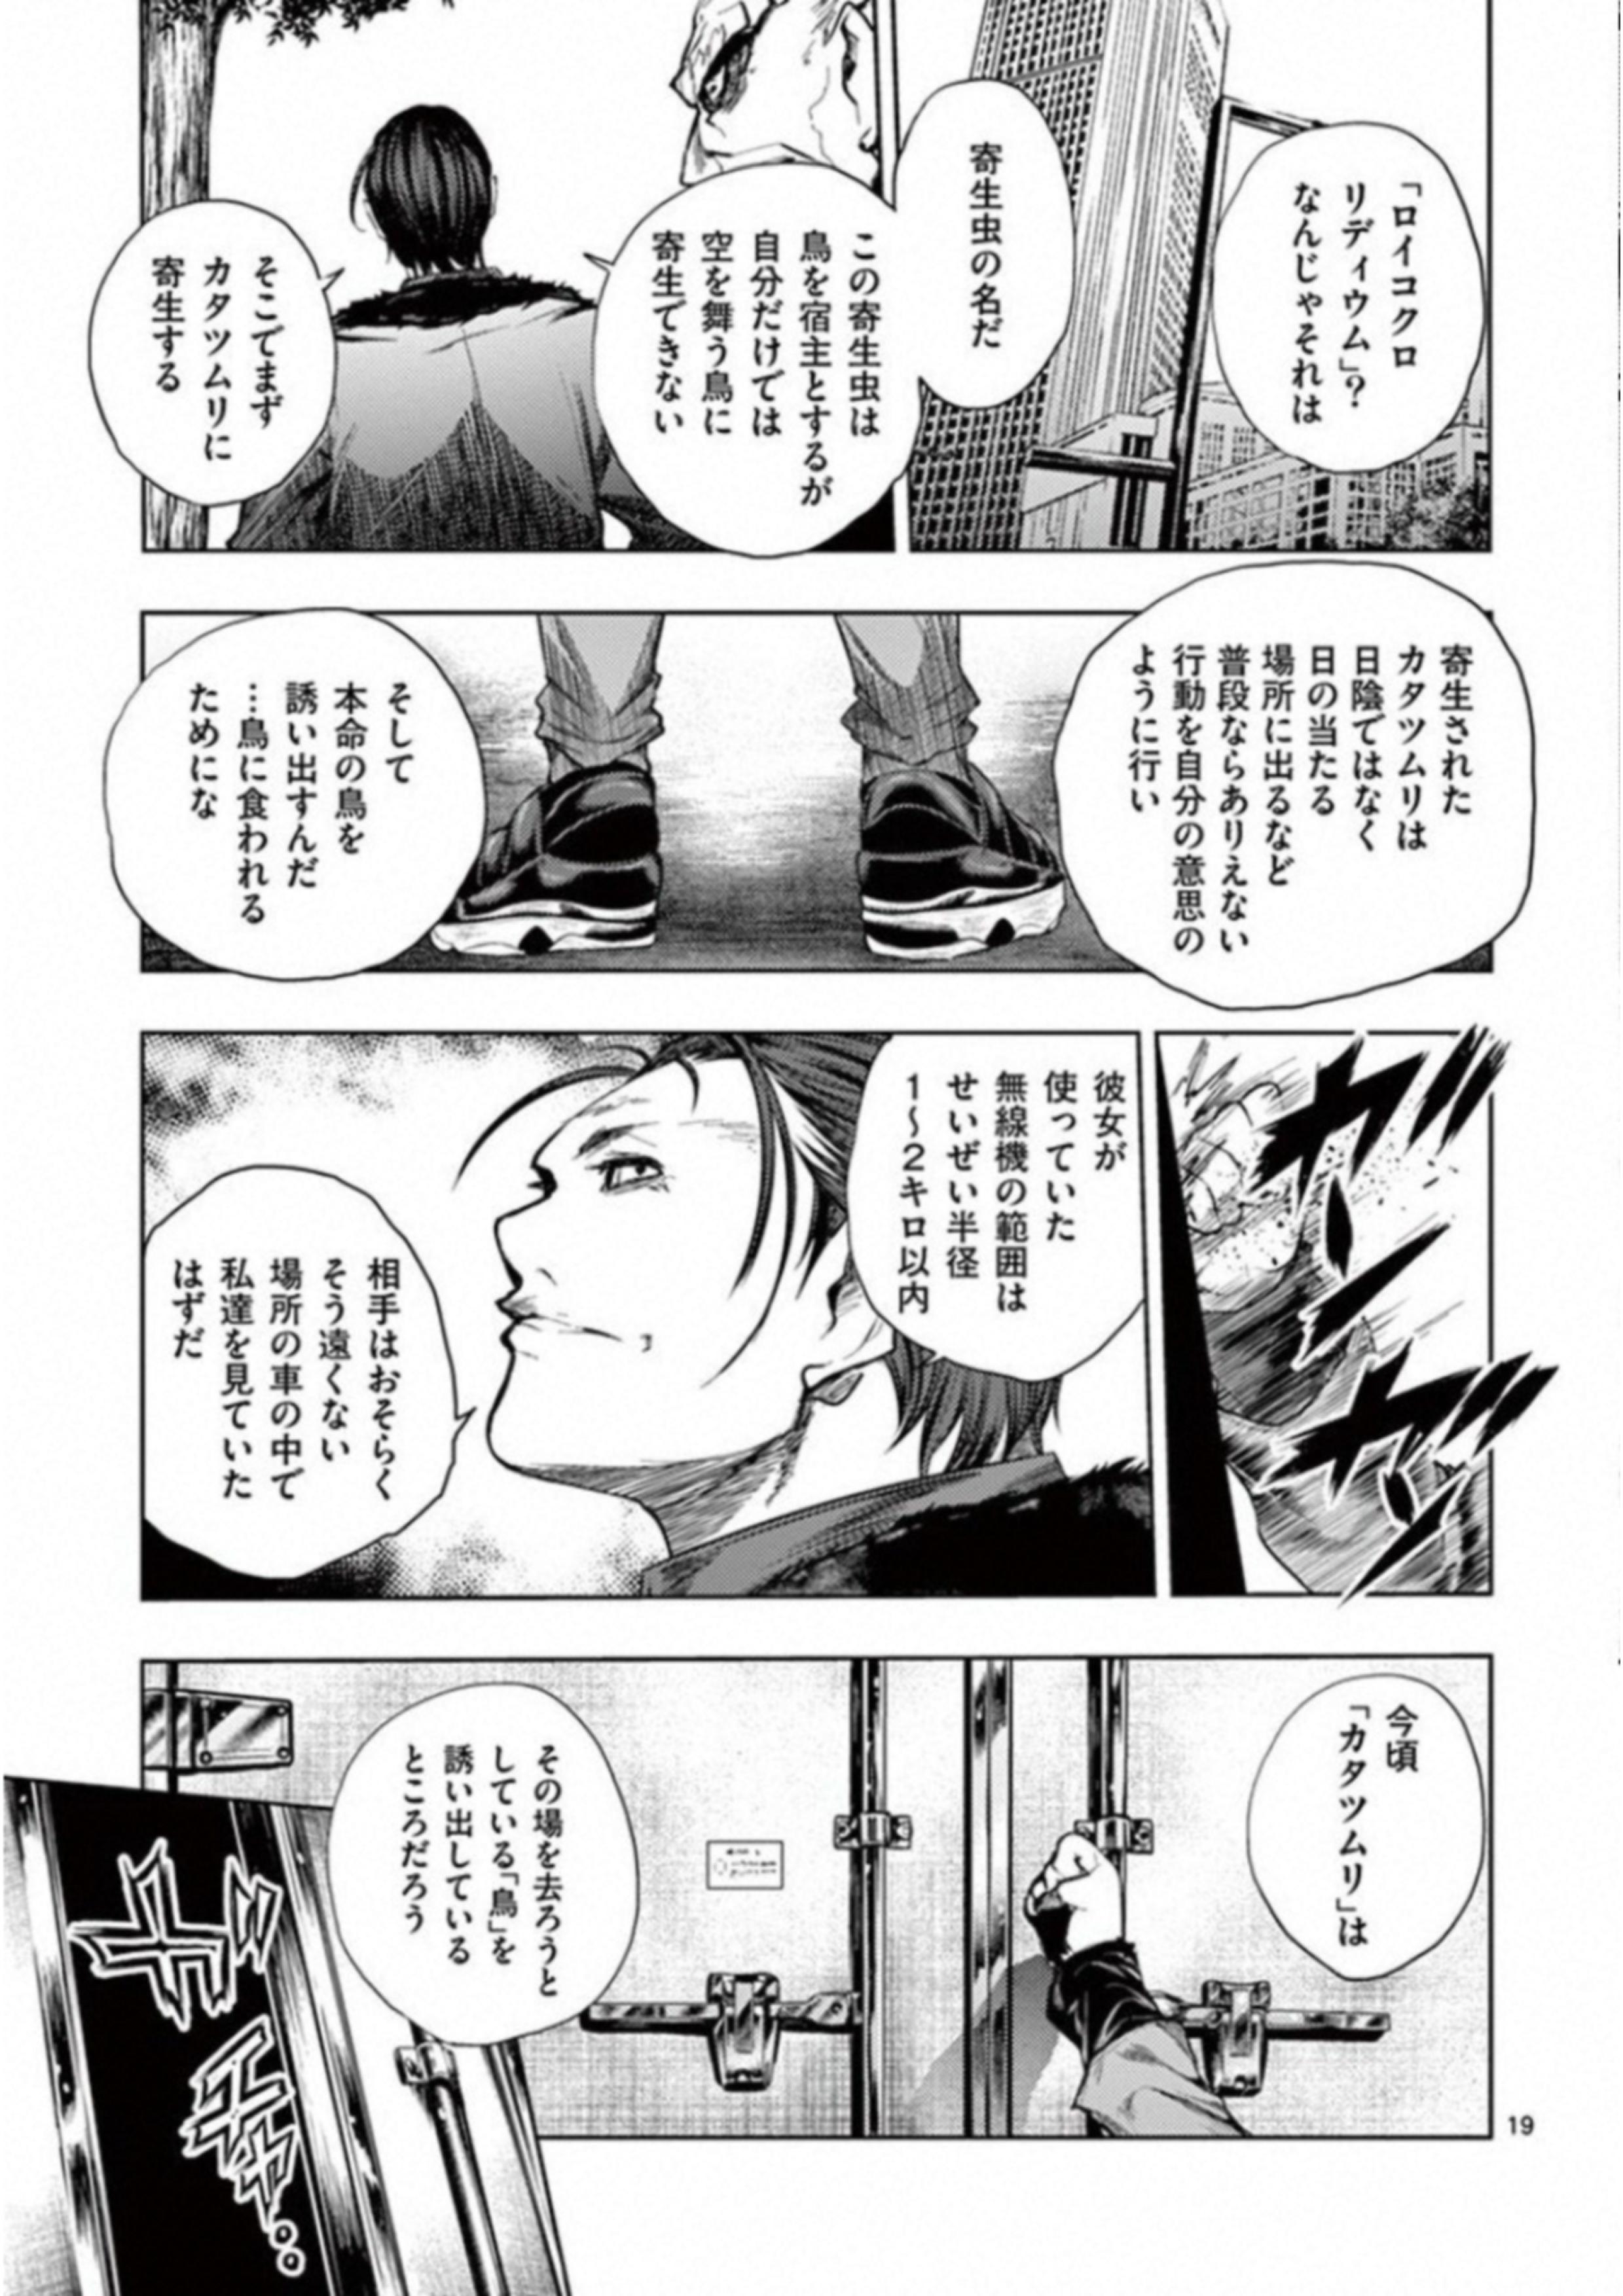 「ロイコクロ
リディウム」?
なんじゃそれは
寄生虫の名だ
この寄生虫は
鳥を宿主とするが
自分だけでは
空を舞う鳥に
寄生できない
そこでまず
カタツムリに
寄生する
寄生された
カタツムリは
日陰ではなく
日の当たる
場所に出るなど
普段ならありえない
行動を自分の意思の
ように行い
そして
本命の鳥を
誘い出すんだ
…鳥に食われる
ためにな
ガッ
ガッ
彼女が
使っていた
無線機の範囲は
せいぜい半径
1〜2キロ以内
相手はおそらく
そう遠くない
場所の車の中で
私達を見ていた
はずだ
今頃
「カタツムリ」は
その場を去ろうと
している「鳥」を
誘い出している
ところだろう
19